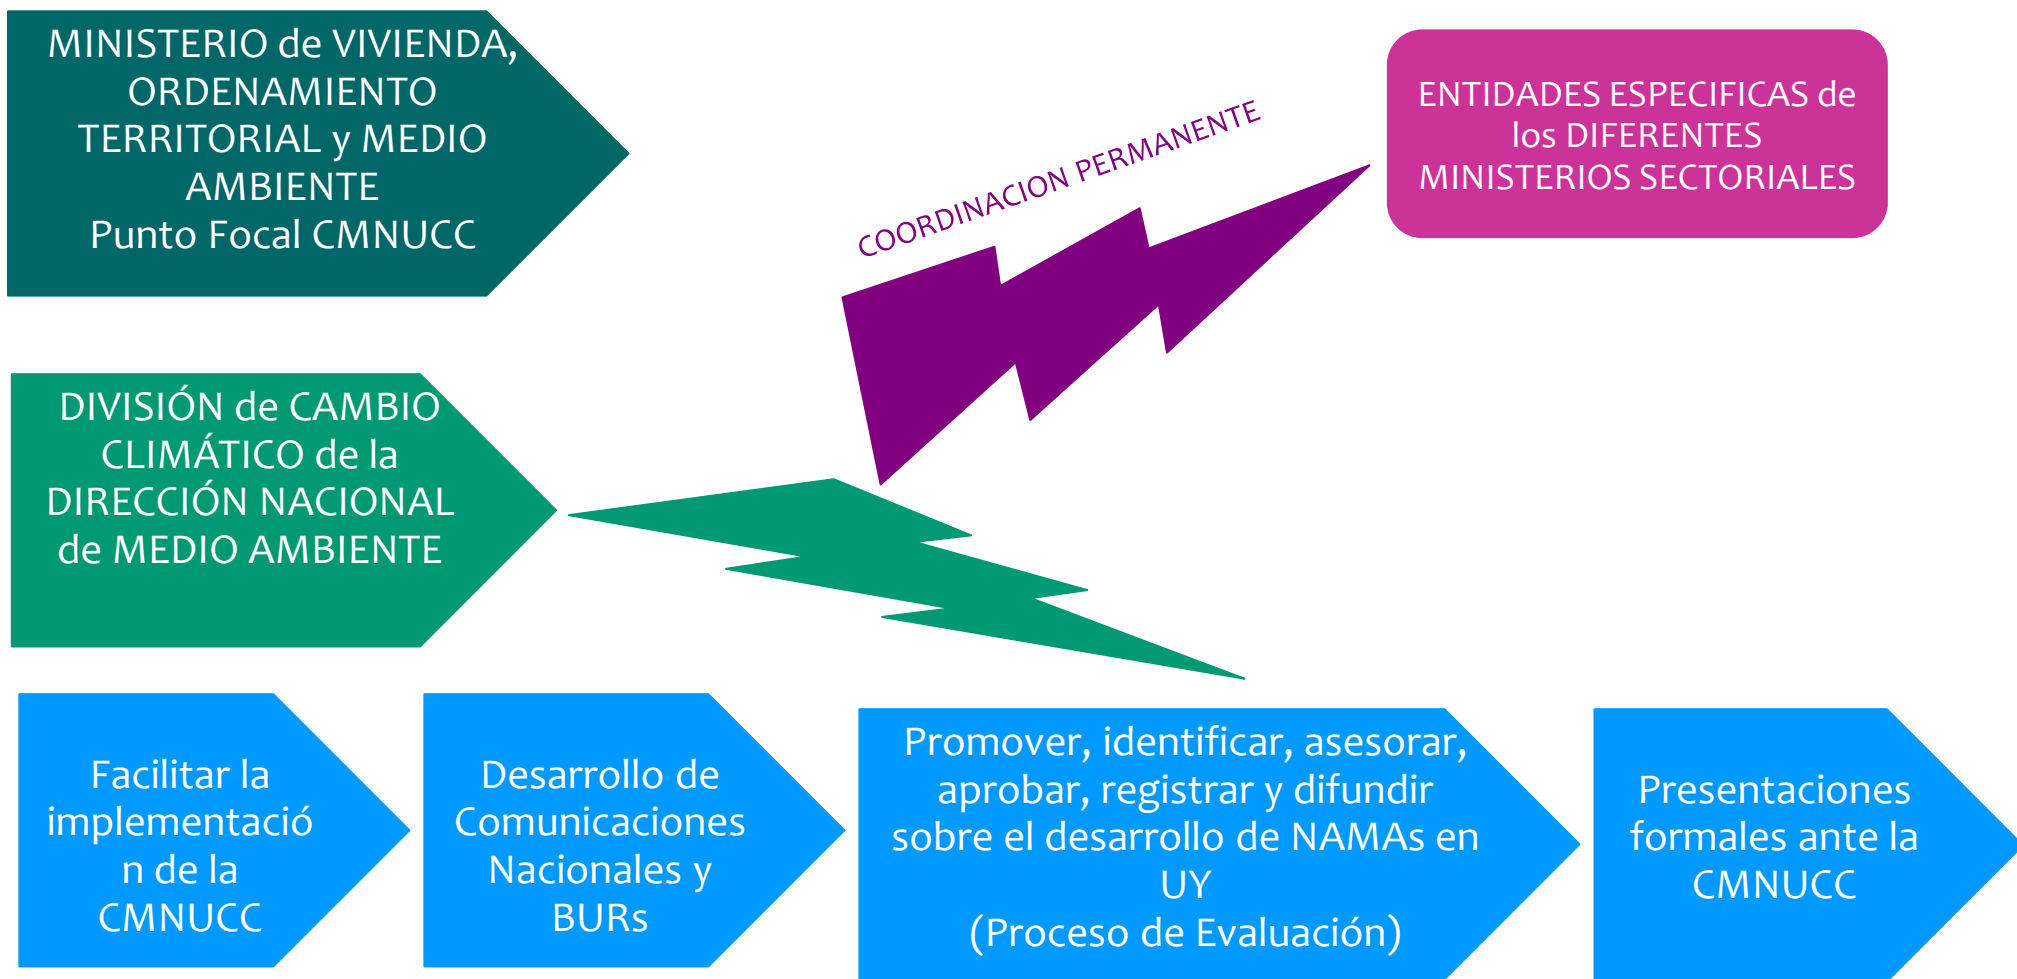 MINISTERIO de VIVIENDA,
ORDENAMIENTO
TERRITORIAL y MEDIO
AMBIENTE
Punto Focal CMNUCC
COORDINACION PERMANENTE
ENTIDADES ESPECIFICAS de
los DIFERENTES
MINISTERIOS SECTORIALES
DIVISIÓN de CAMBIO
CLIMÁTICO de la
DIRECCIÓN NACIONAL
de MEDIO AMBIENTE
Facilitar la
implementació
n de la
CMNUCC
Desarrollo de
Comunicaciones
Nacionales y
BURs
Promover, identificar, asesorar,
aprobar, registrar y difundir
sobre el desarrollo de NAMAs en
UY
(Proceso de Evaluación)
Presentaciones
formales ante la
CMNUCC